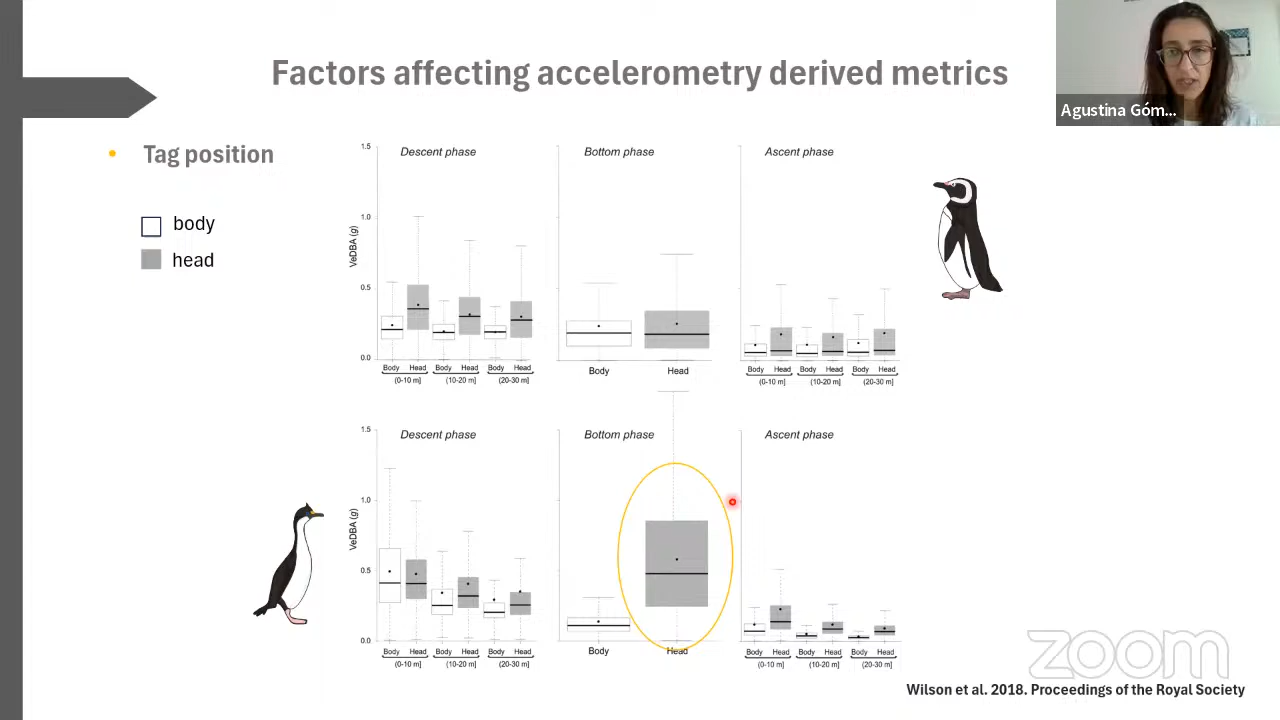 Factors affecting accelerometry derived metrics
Agustina Góm...
• Tag position
body
head
Descent phase
Bottom phase
Ascent phase
1.5
1.0
0.5
0.0
VeDBA (g)
Body Head Body Head Body Head
(0-10 m] (10-20 m] (20-30 m]
Body Head
Body Head Body Head Body Head
(0-10 m] (10-20 m] (20-30 m]
Descent phase
Bottom phase
Ascent phase
1.5
1.0
0.5
0.0
VeDBA (g)
Body Head Body Head Body Head
(0-10 m] (10-20 m] (20-30 m]
Body Head
Body Head Body Head Body Head
(0-10 m] (10-20 m] (20-30 m]
zoom
Wilson et al. 2018. Proceedings of the Royal Society